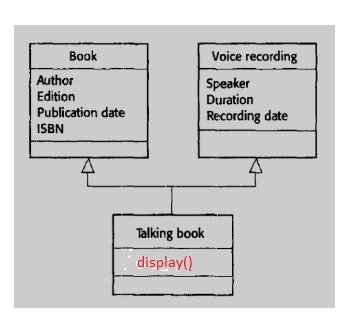 Book
Author
Edition
Publication date
ISBN
Voice recording
Speaker
Duration
Recording date
Talking book
display()